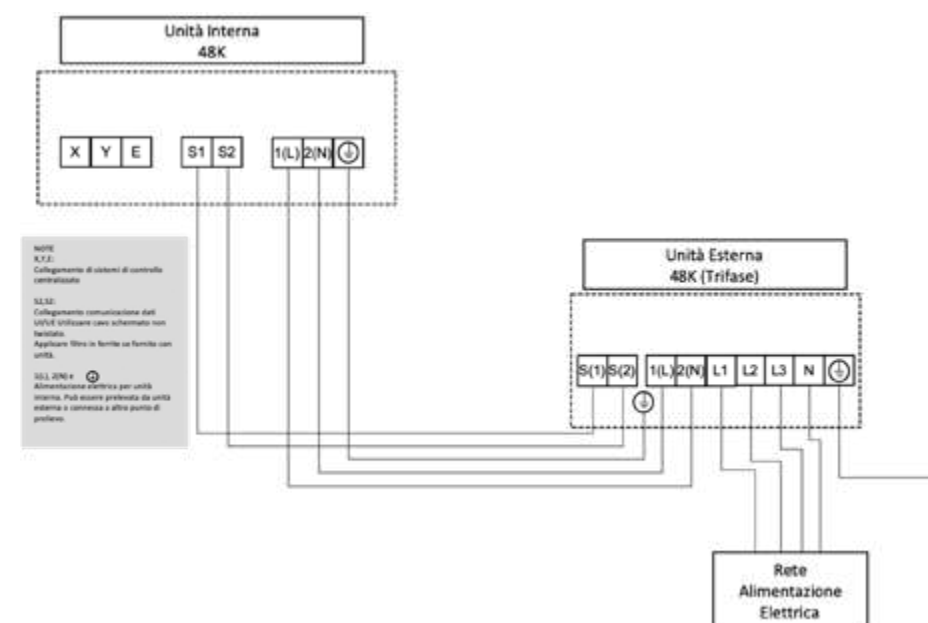 Unità Interna
48K
X Y E S1 S2 1(L) 2(N)
NOTE
X,Y,E:
Collegamento di sistemi di controllo
centralizzato
S1,S2:
Collegamento comunicazione dati
UI/UE Utilizzare cavo schermato non
twistato.
Applicare filtro in ferrite se fornito con
unità.
1(L), 2(N) e
Alimentazione elettrica per unità
interna. Può essere prelevata da unità
esterna o connessa a altro punto di
prelievo.
Unità Esterna
48K (Trifase)
S(1) S(2) 1(L) 2(N) L1 L2 L3 N
Rete
Alimentazione
Elettrica